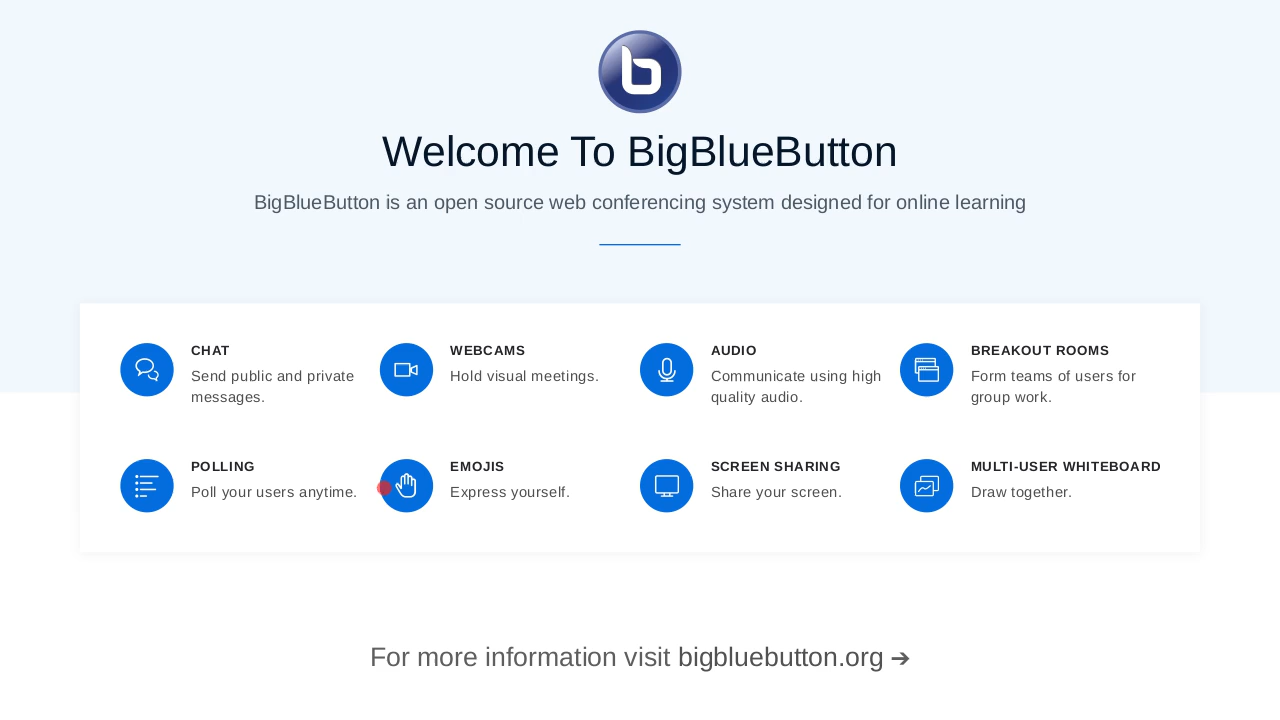 Welcome To BigBlueButton
BigBlueButton is an open source web conferencing system designed for online learning
CHAT
Send public and private
messages.
WEBCAMS
Hold visual meetings.
AUDIO
Communicate using high
quality audio.
BREAKOUT ROOMS
Form teams of users for
group work.
POLLING
Poll your users anytime.
EMOJIS
Express yourself.
SCREEN SHARING
Share your screen.
MULTI-USER WHITEBOARD
Draw together.
For more information visit bigbluebutton.org ➔